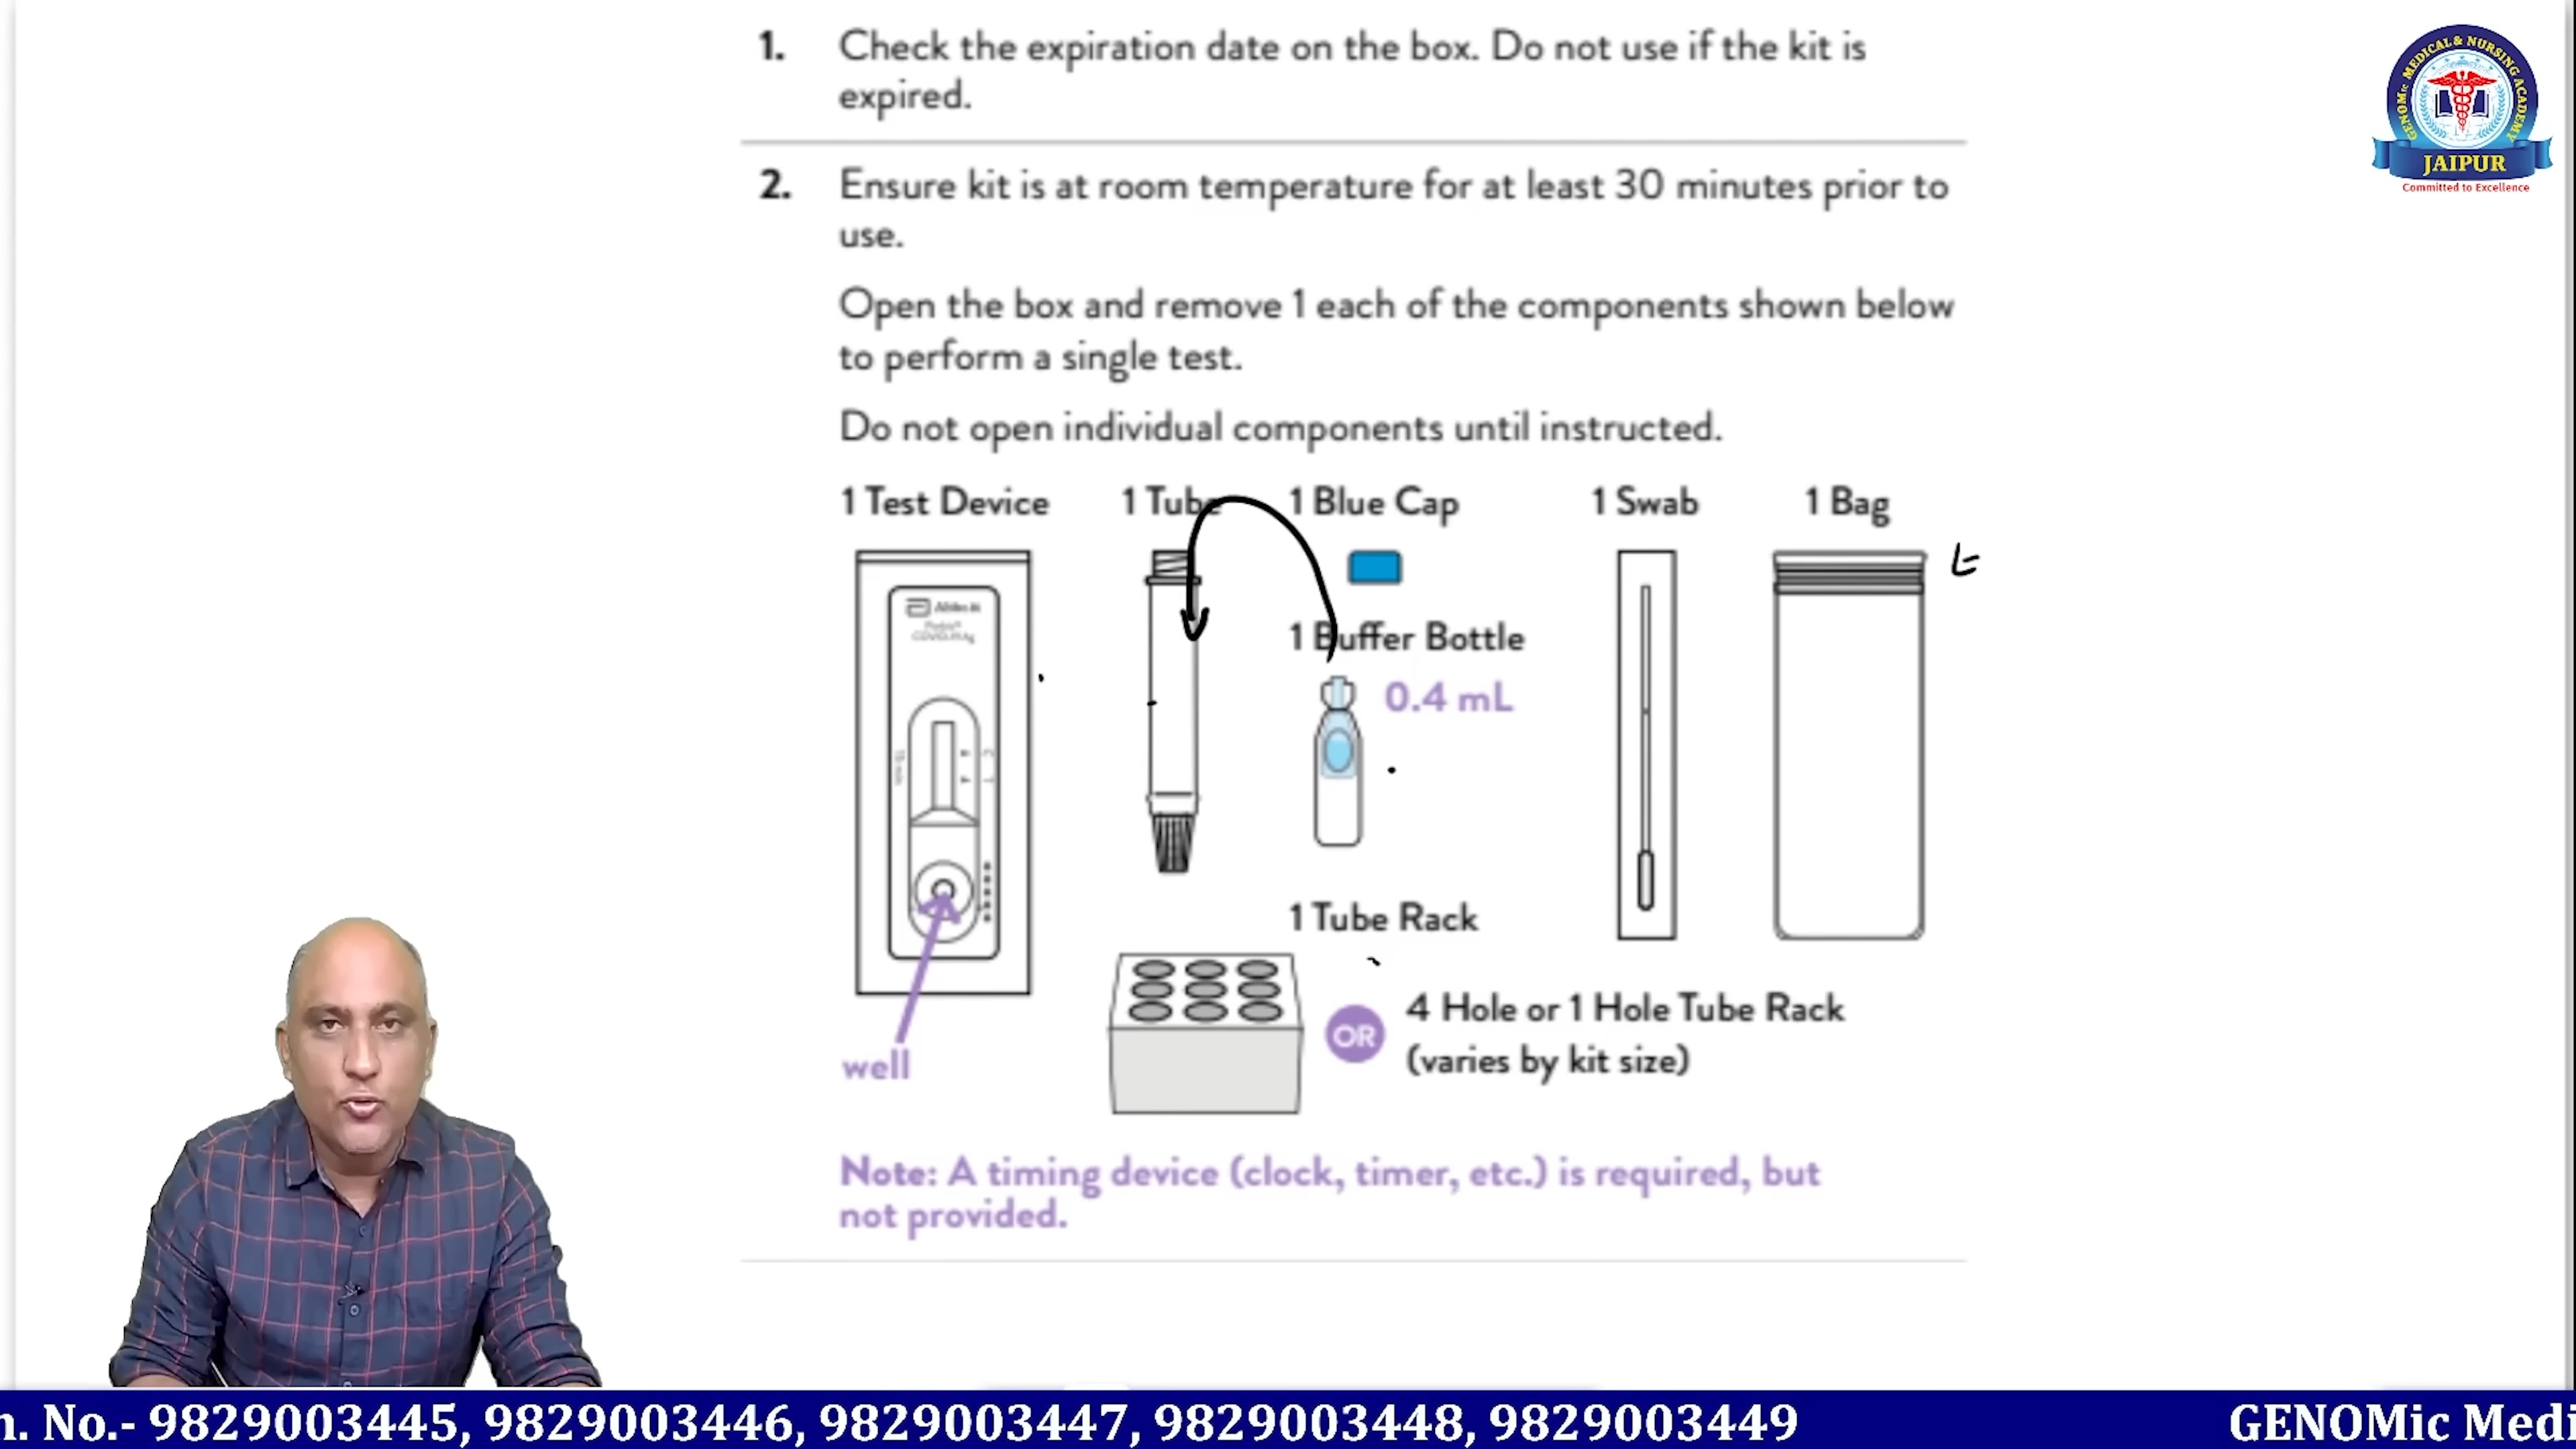 1. Check the expiration date on the box. Do not use if the kit is
expired.
2. Ensure kit is at room temperature for at least 30 minutes prior to
use.
Open the box and remove 1 each of the components shown below
to perform a single test.
Do not open individual components until instructed.
1 Test Device 1 Tube 1 Blue Cap 1 Swab 1 Bag
1 Buffer Bottle
0.4 mL
1 Tube Rack
OR
4 Hole or 1 Hole Tube Rack
(varies by kit size)
well
Note: A timing device (clock, timer, etc.) is required, but
not provided.
GENOMic MEDICAL & NURSING ACADEMY
JAIPUR
Committed to Excellence
n. No.- 9829003445, 9829003446, 9829003447, 9829003448, 9829003449 GENOMic Medi